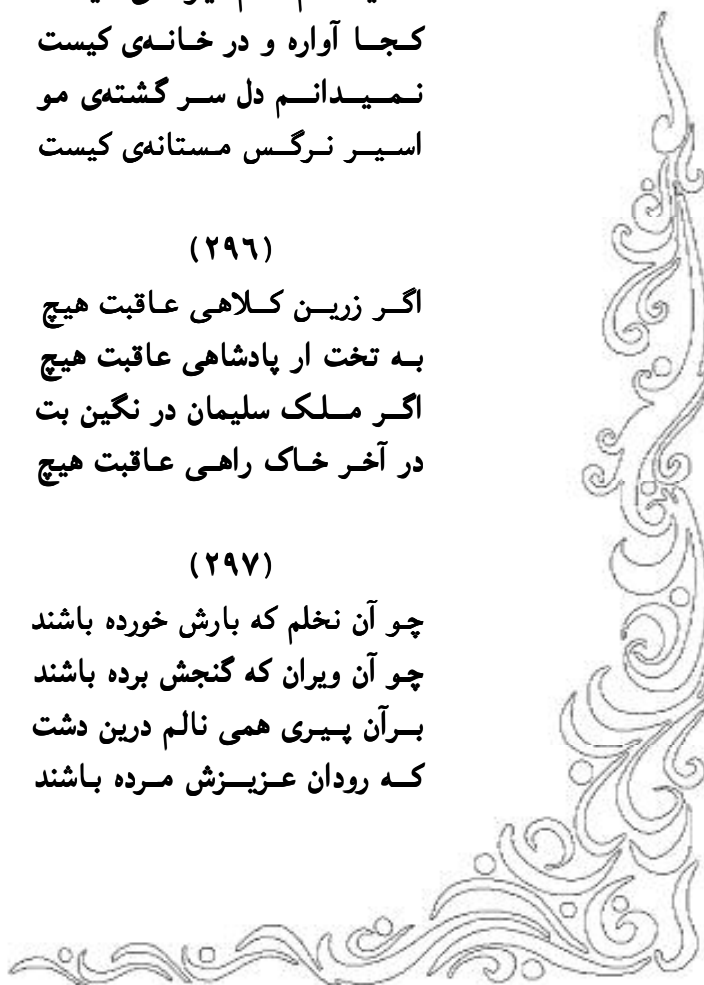 کجا آواره و در خانه‌ی کیست
نمیدانم دل سر گشته‌ی مو
اسیر نرگس مستانه‌ی کیست
(۲۹۶)
اگر زرین کلاهی عاقبت هیچ
به تخت ار پادشاهی عاقبت هیچ
اگر ملک سلیمان در نگین بت
در آخر خاک راهی عاقبت هیچ
(۲۹۷)
چو آن نخلم که بارش خورده باشند
چو آن ویران که گنجش برده باشند
برآن پیری همی نالم درین دشت
که رودان عزیزش مرده باشند